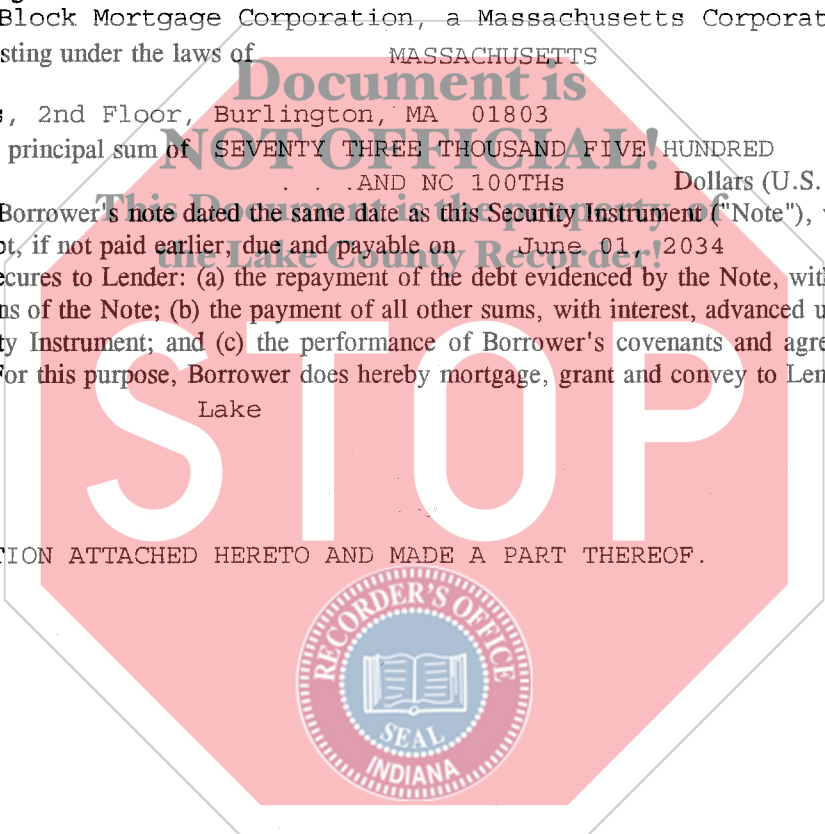 Block Mortgage Corporation, a Massachusetts Corporat
sting under the laws of MASSACHUSETTS
Document is
, 2nd Floor, Burlington, MA 01803
NOT OFFICIAL!
principal sum of SEVENTY THREE THOUSAND FIVE HUNDRED
. . .AND NO 100THs Dollars (U.S.
This Document is the property of
Borrower's note dated the same date as this Security Instrument ("Note"),
t, if not paid earlier, due and payable on June 01, 2034
the Lake County Recorder!
ecures to Lender: (a) the repayment of the debt evidenced by the Note, wit
ns of the Note; (b) the payment of all other sums, with interest, advanced u
ty Instrument; and (c) the performance of Borrower's covenants and agre
For this purpose, Borrower does hereby mortgage, grant and convey to Len
Lake
STOP
TION ATTACHED HERETO AND MADE A PART THEREOF.
RECORDER'S OFFICE
SEAL
INDIANA